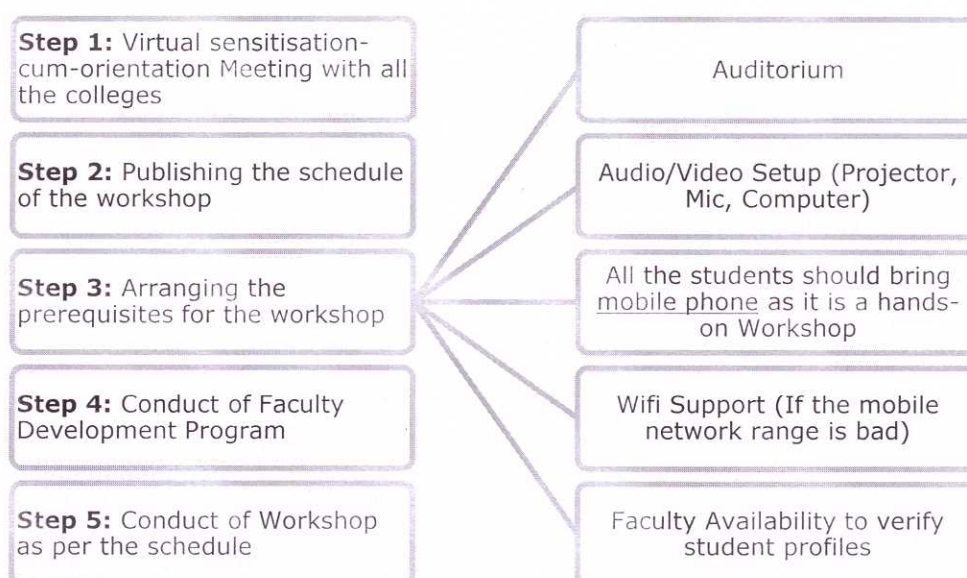 Step 1: Virtual sensitisation-
cum-orientation Meeting with all
the colleges
Step 2: Publishing the schedule
of the workshop
Step 3: Arranging the
prerequisites for the workshop
Step 4: Conduct of Faculty
Development Program
Step 5: Conduct of Workshop
as per the schedule
Auditorium
Audio/Video Setup (Projector,
Mic, Computer)
All the students should bring
mobile phone as it is a hands-
on Workshop
Wifi Support (If the mobile
network range is bad)
Faculty Availability to verify
student profiles